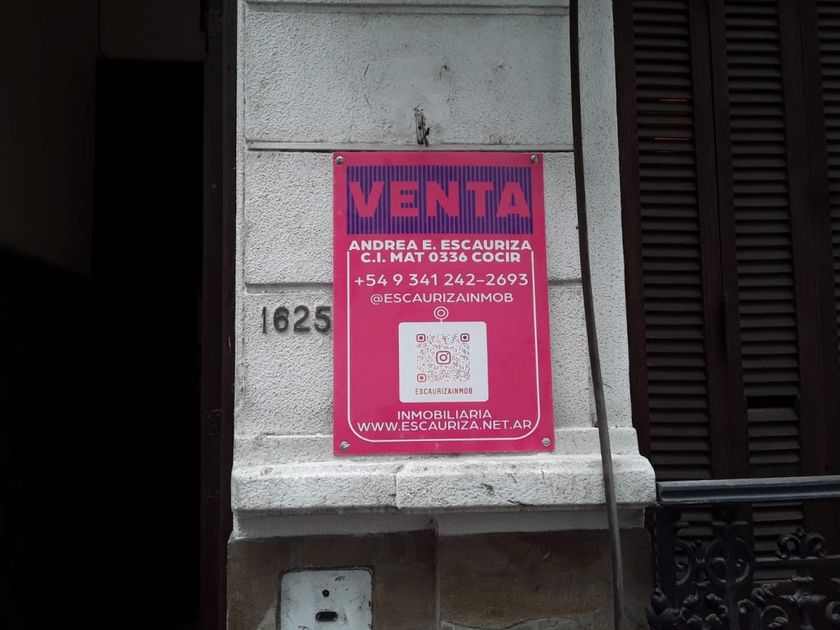 VENTA
ANDREA E. ESCAURIZA
C.I. MAT 0336 COCIR
+54 9 341 242-2693
@ESCAURIZAINMOB
1625
ESCAURIZAINMOB
INMOBILIARIA
WWW.ESCAURIZA.NET.AR